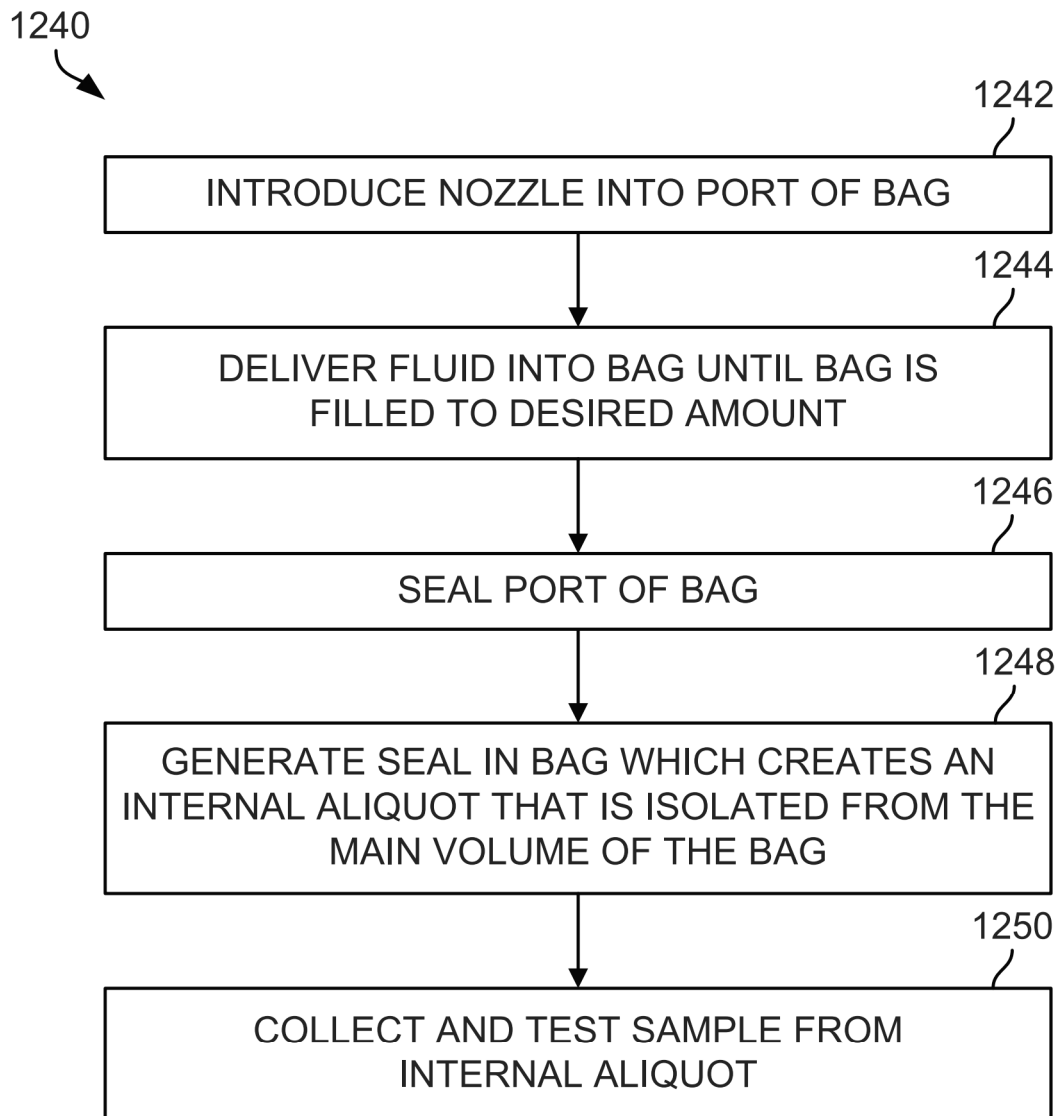 1240
1242
INTRODUCE NOZZLE INTO PORT OF BAG
1244
DELIVER FLUID INTO BAG UNTIL BAG IS
FILLED TO DESIRED AMOUNT
1246
SEAL PORT OF BAG
1248
GENERATE SEAL IN BAG WHICH CREATES AN
INTERNAL ALIQUOT THAT IS ISOLATED FROM THE
MAIN VOLUME OF THE BAG
1250
COLLECT AND TEST SAMPLE FROM
INTERNAL ALIQUOT